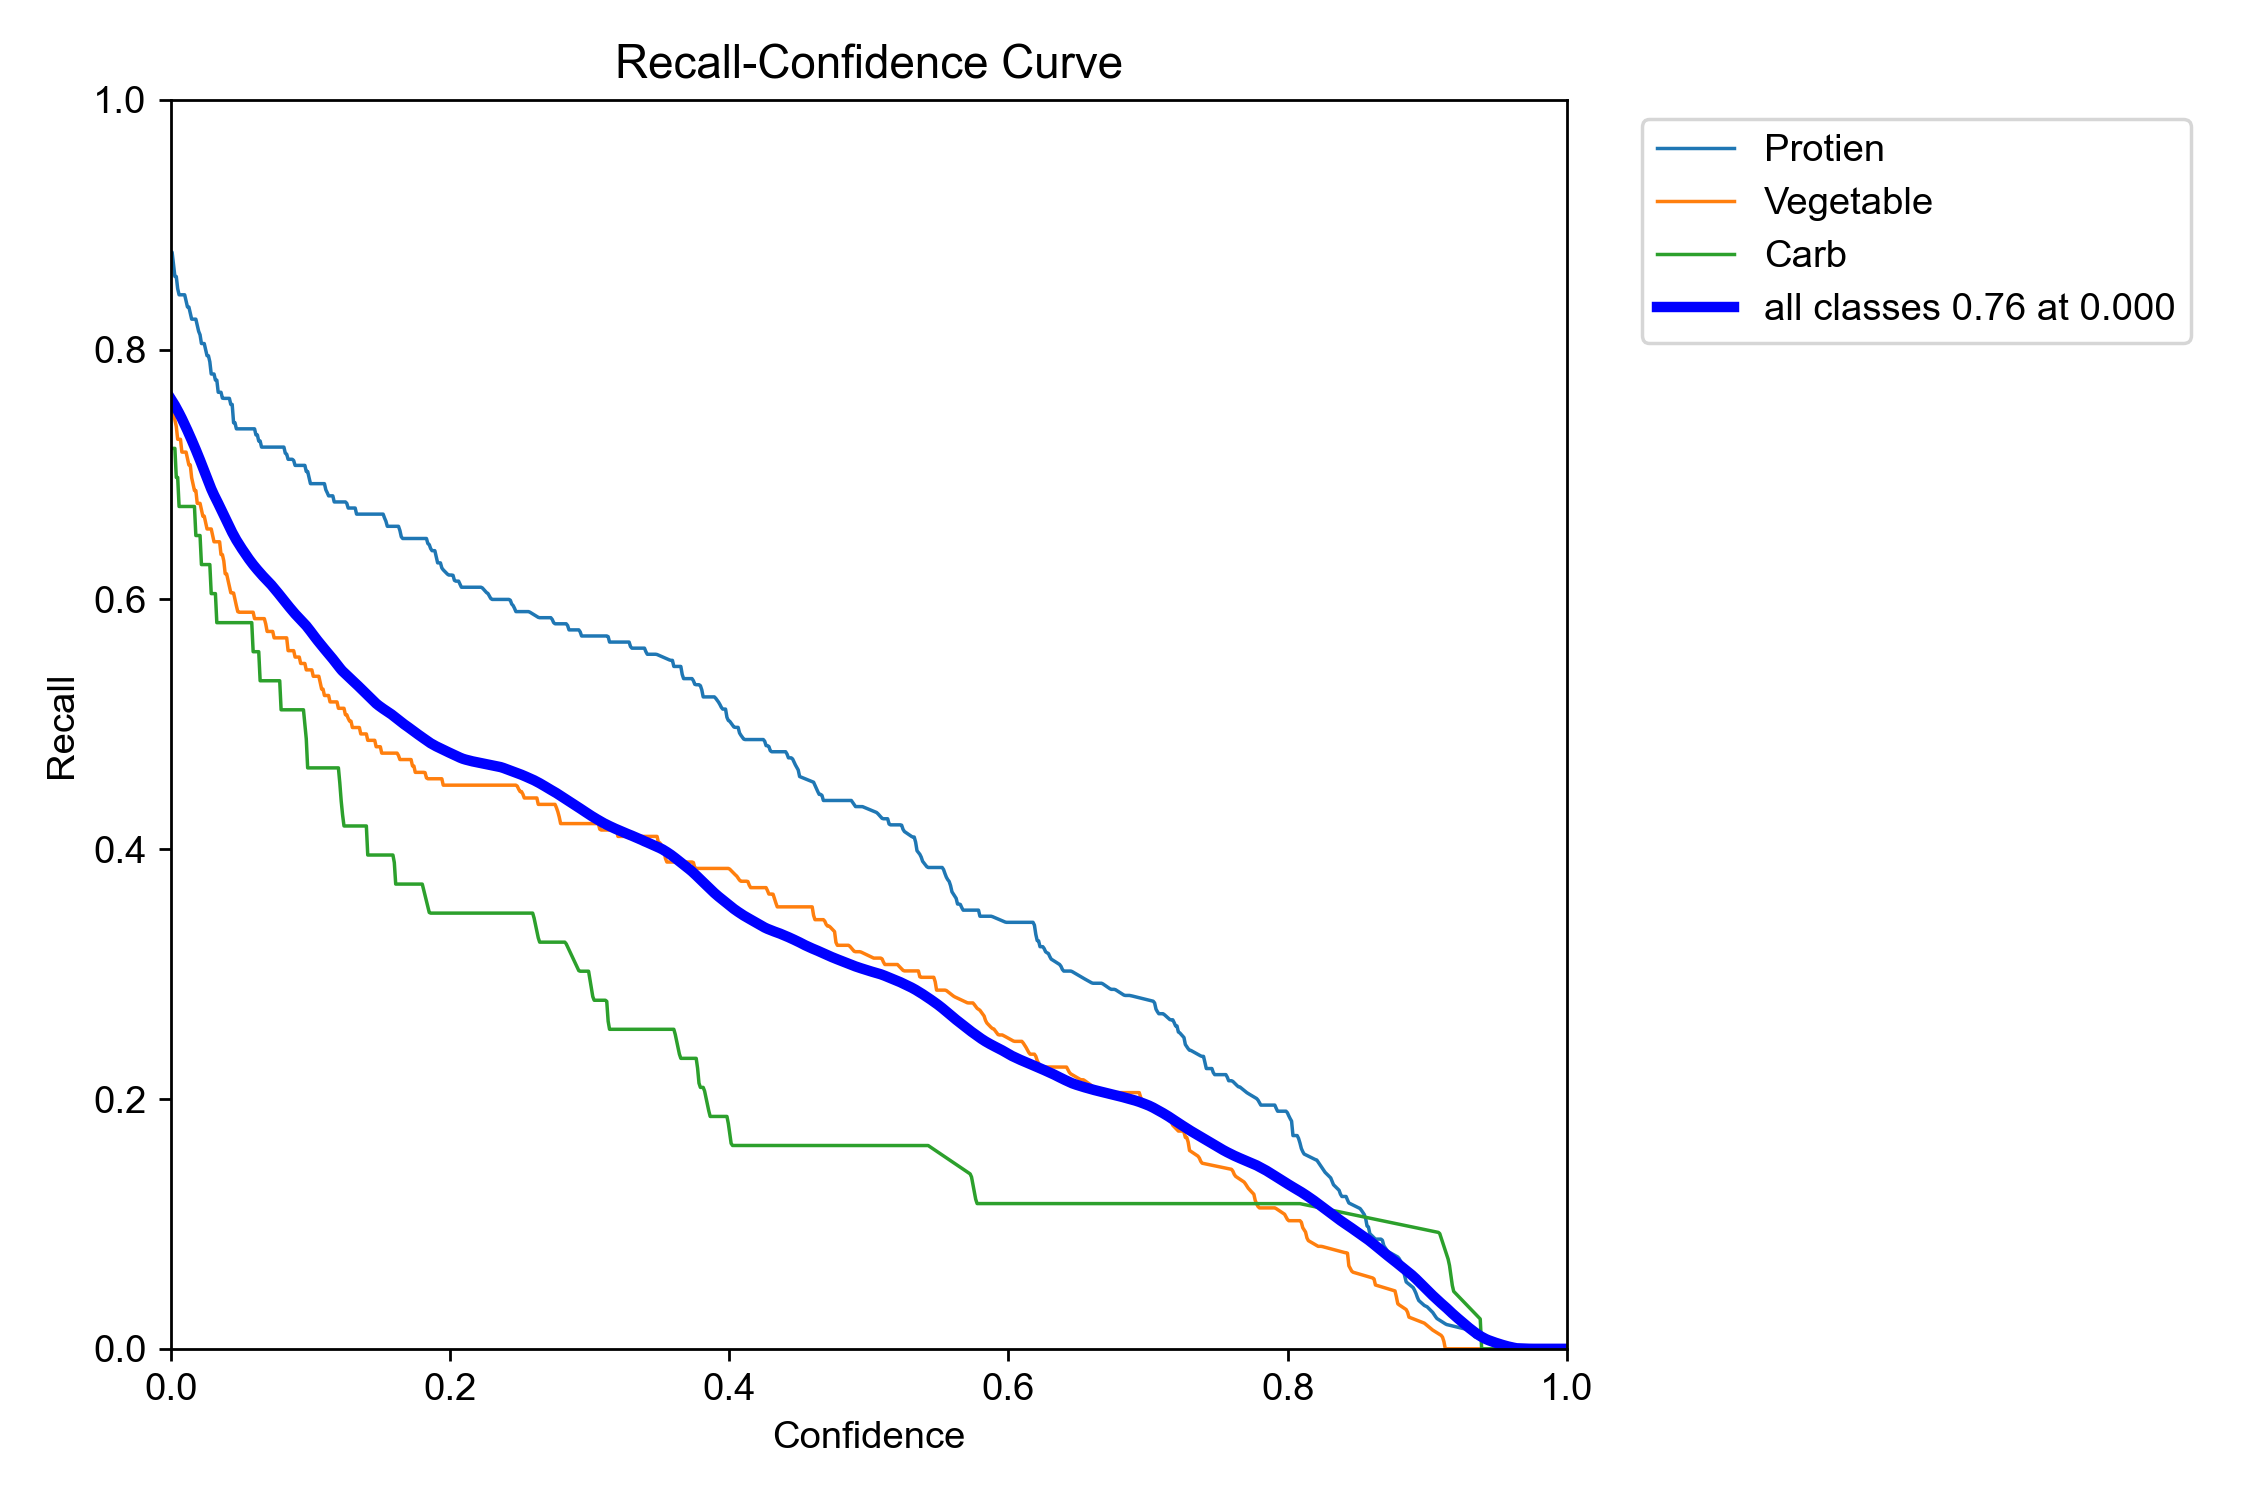 Recall-Confidence Curve
1.0
0.8
0.6
0.4
0.2
0.0
Recall
0.0 0.2 0.4 0.6 0.8 1.0
Confidence
Protien
Vegetable
Carb
all classes 0.76 at 0.000